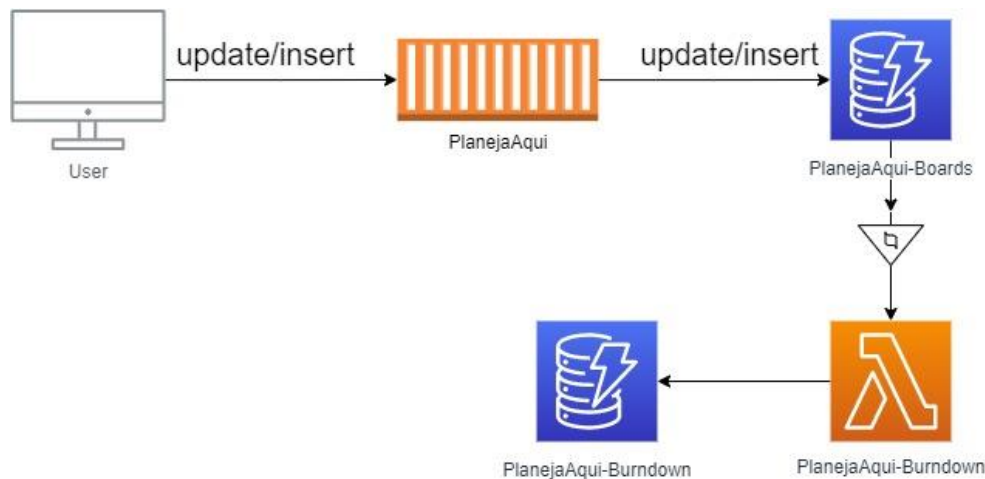 update/insert
update/insert
PlanejaAqui
User
PlanejaAqui-Boards
PlanejaAqui-Burndown
PlanejaAqui-Burndown